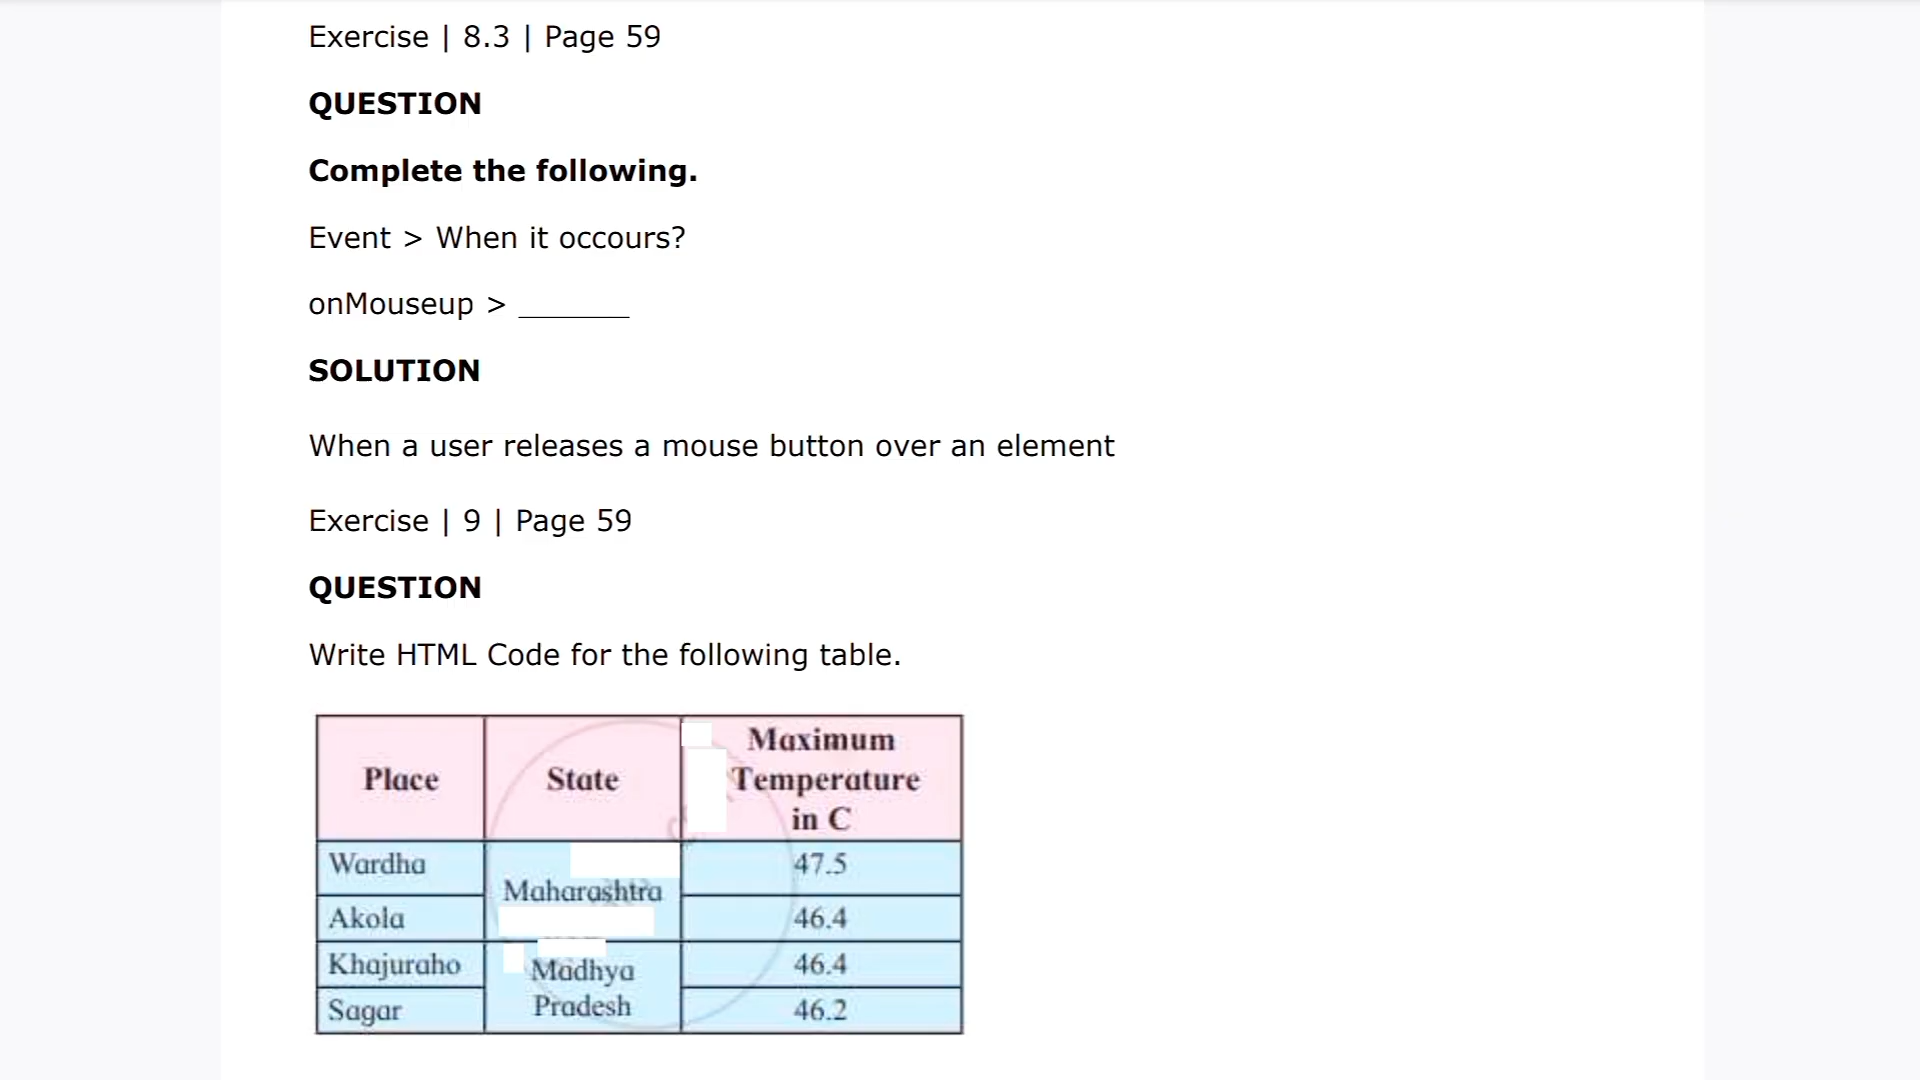 Exercise | 8.3 | Page 59
QUESTION
Complete the following.
Event > When it occours?
onMouseup > _______
SOLUTION
When a user releases a mouse button over an element
Exercise | 9 | Page 59
QUESTION
Write HTML Code for the following table.
Place State Maximum Temperature in C
Wardha Maharashtra 47.5
Akola 46.4
Khajuraho Madhya Pradesh 46.4
Sagar 46.2